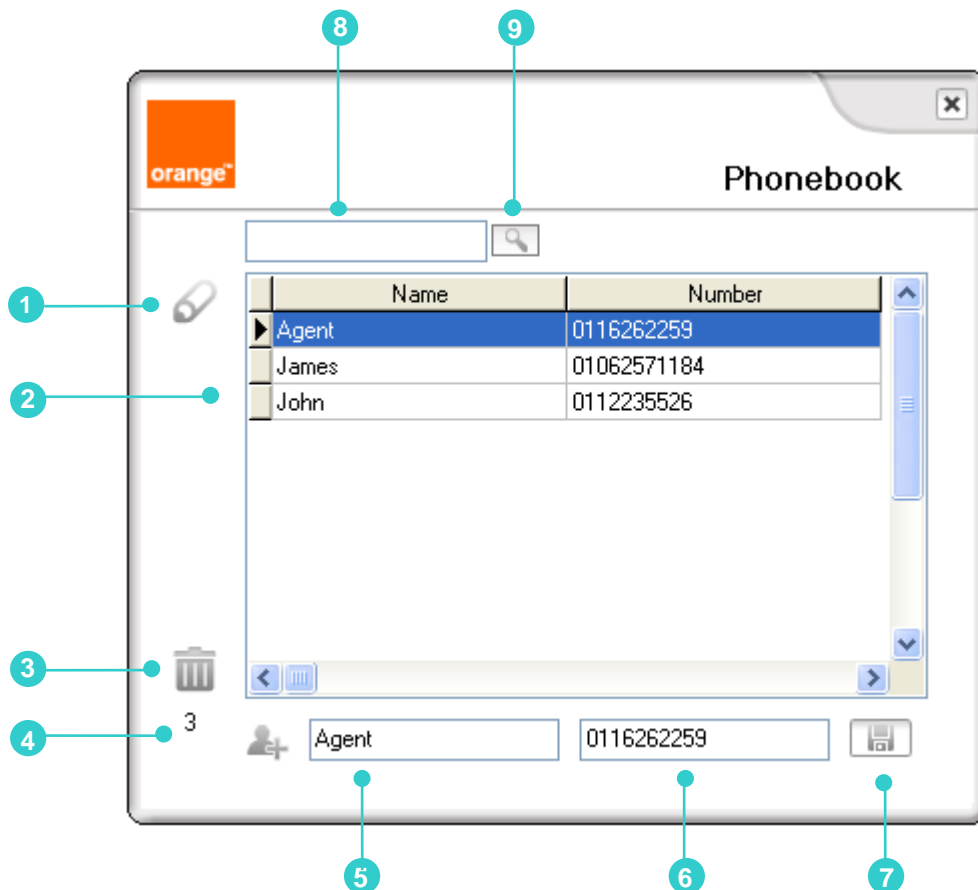 8 9
orange™
Phonebook
1
Name Number
Agent 0116262259
James 01062571184
2
John 0112235526
3
3
4
Agent 0116262259
5 6 7